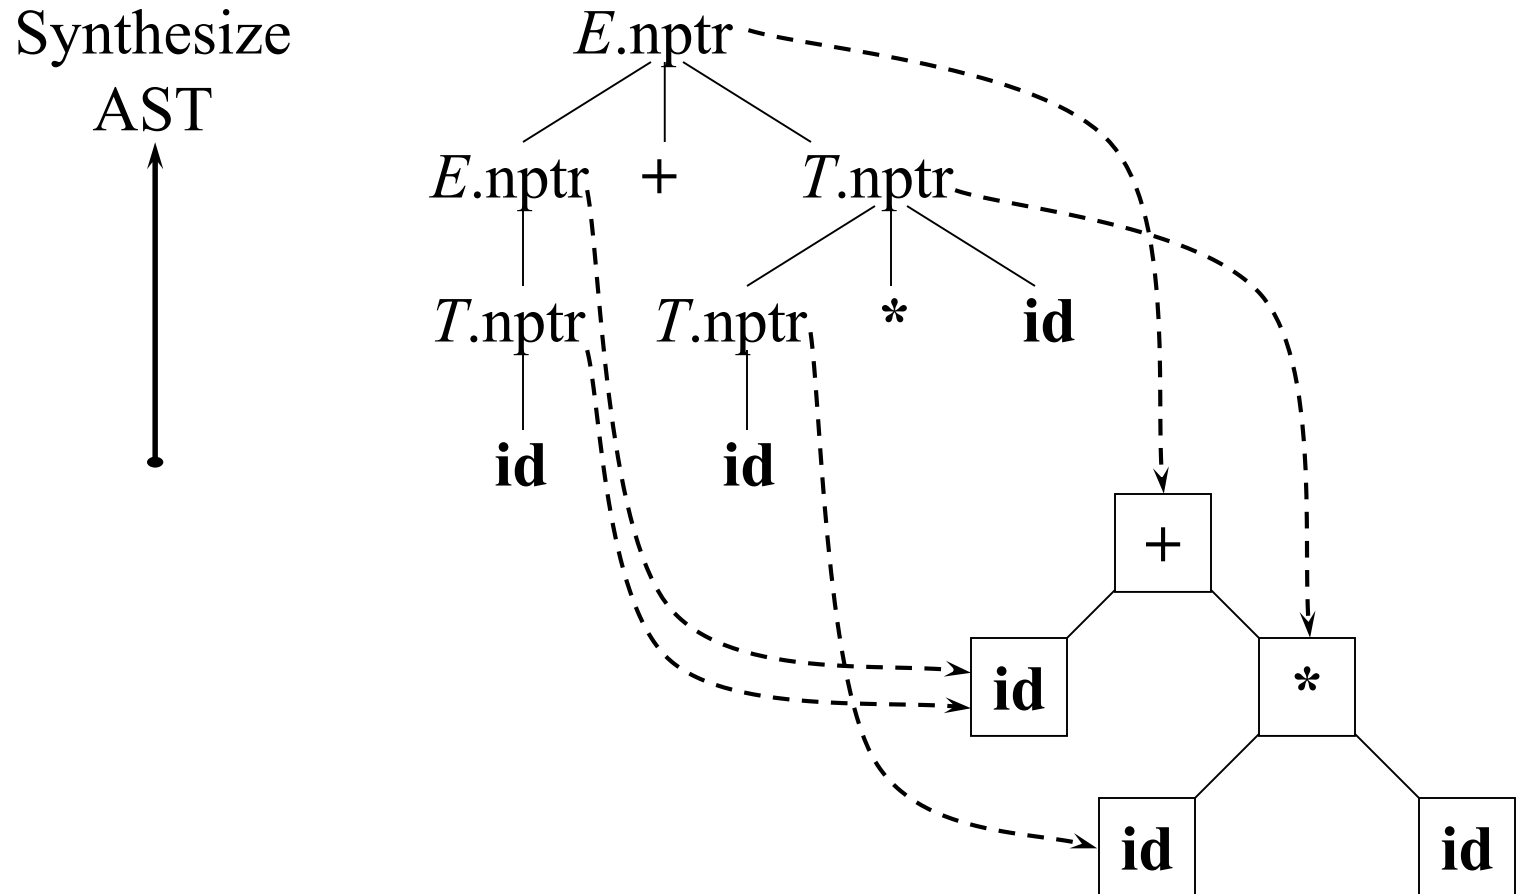 Synthesize
AST
E.nptr
E.nptr + T.nptr
T.nptr T.nptr * id
id id
+
id *
id id